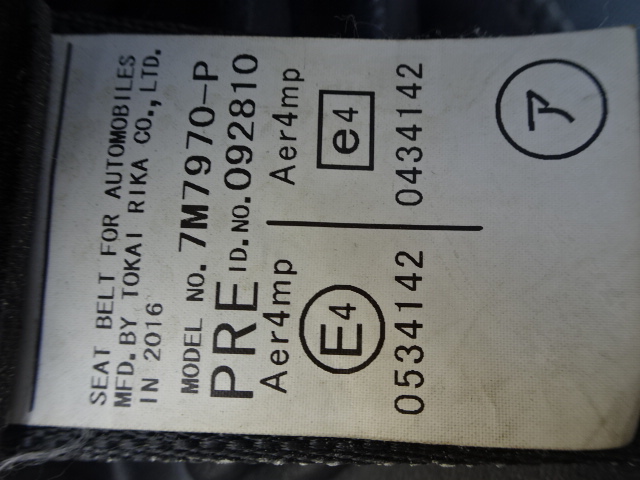 SEAT BELT FOR AUTOMOBILES
MFD.BY TOKAI RIKA CO.,LTD.
IN 2016
MODEL NO. 7M7970-P
PRE ID.NO.092810
Aer4mp Aer4mp
E4 e4
0534142 0434142
ア